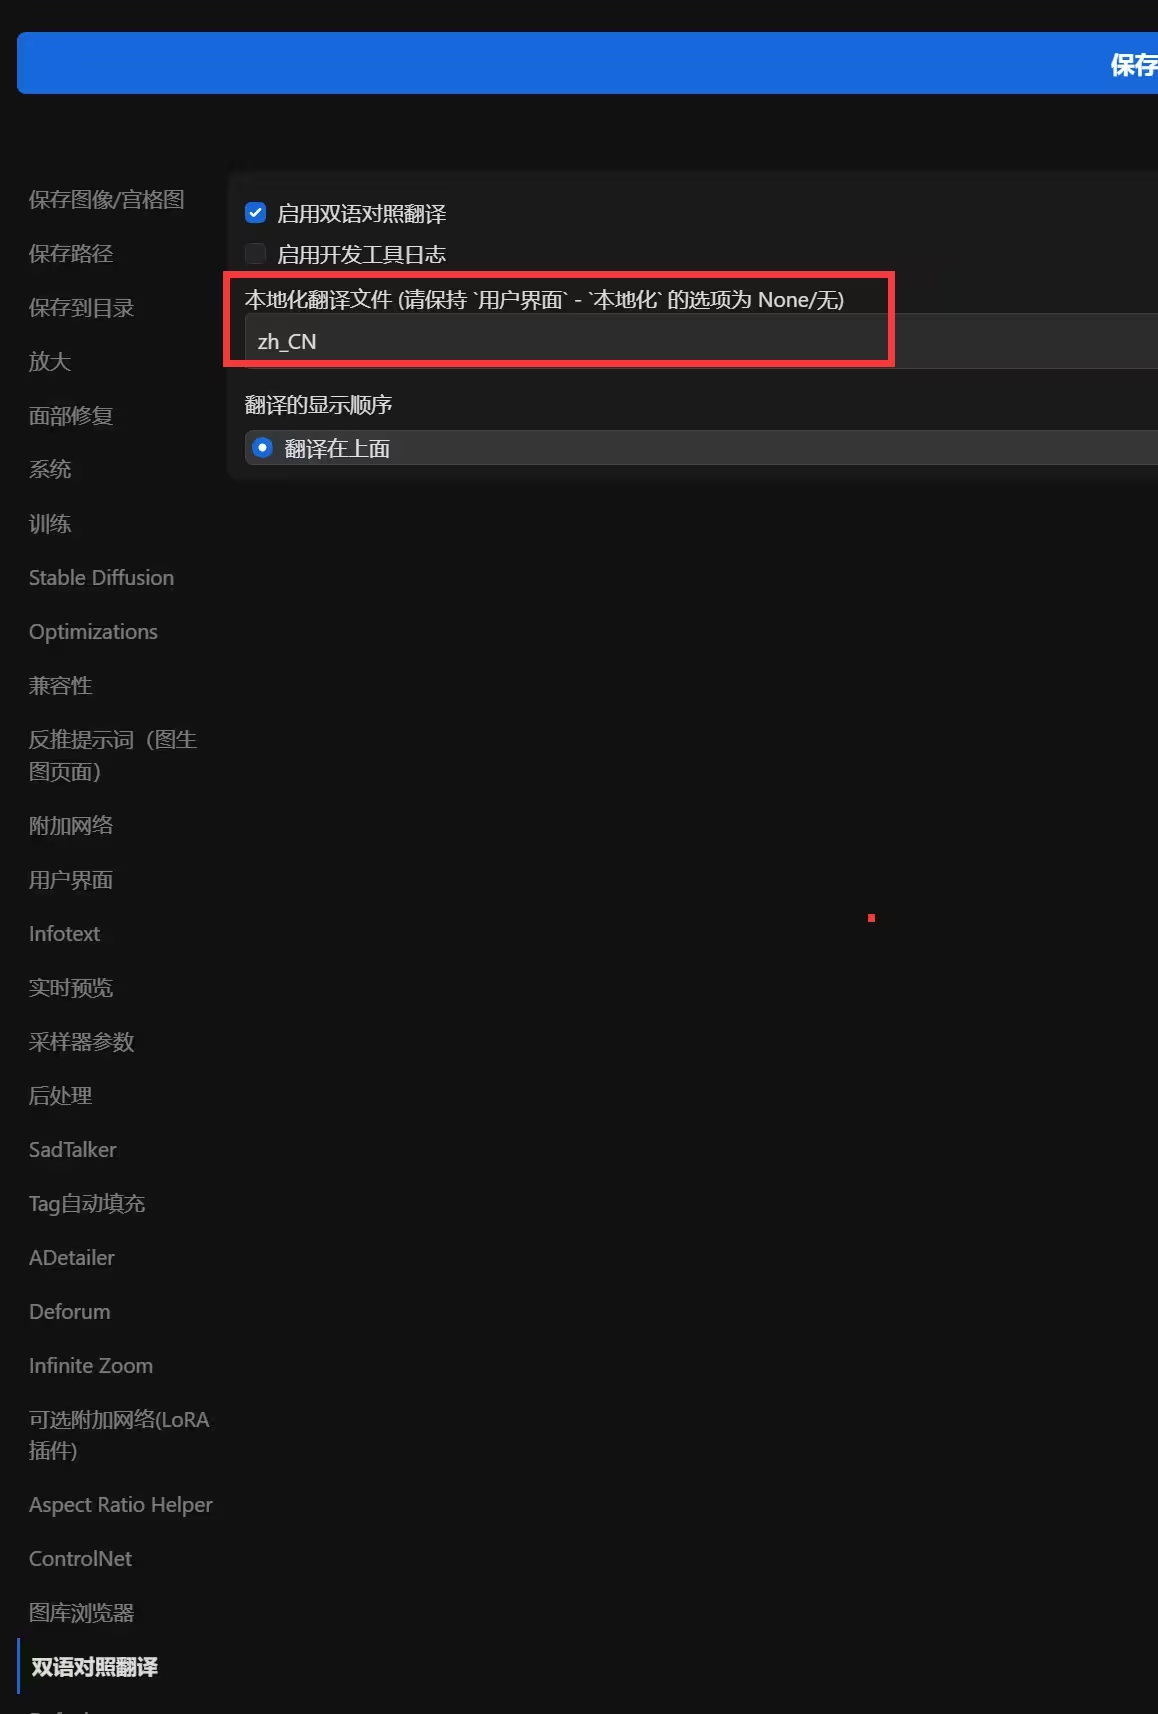 保存
保存图像/宫格图
保存路径
保存到目录
放大
面部修复
系统
训练
Stable Diffusion
Optimizations
兼容性
反推提示词（图生
图页面）
附加网络
用户界面
Infotext
实时预览
采样器参数
后处理
SadTalker
Tag自动填充
ADetailer
Deforum
Infinite Zoom
可选附加网络(LoRA
插件)
Aspect Ratio Helper
ControlNet
图库浏览器
双语对照翻译
启用双语对照翻译
启用开发工具日志
本地化翻译文件 (请保持 `用户界面` - `本地化` 的选项为 None/无)
zh_CN
翻译的显示顺序
翻译在上面